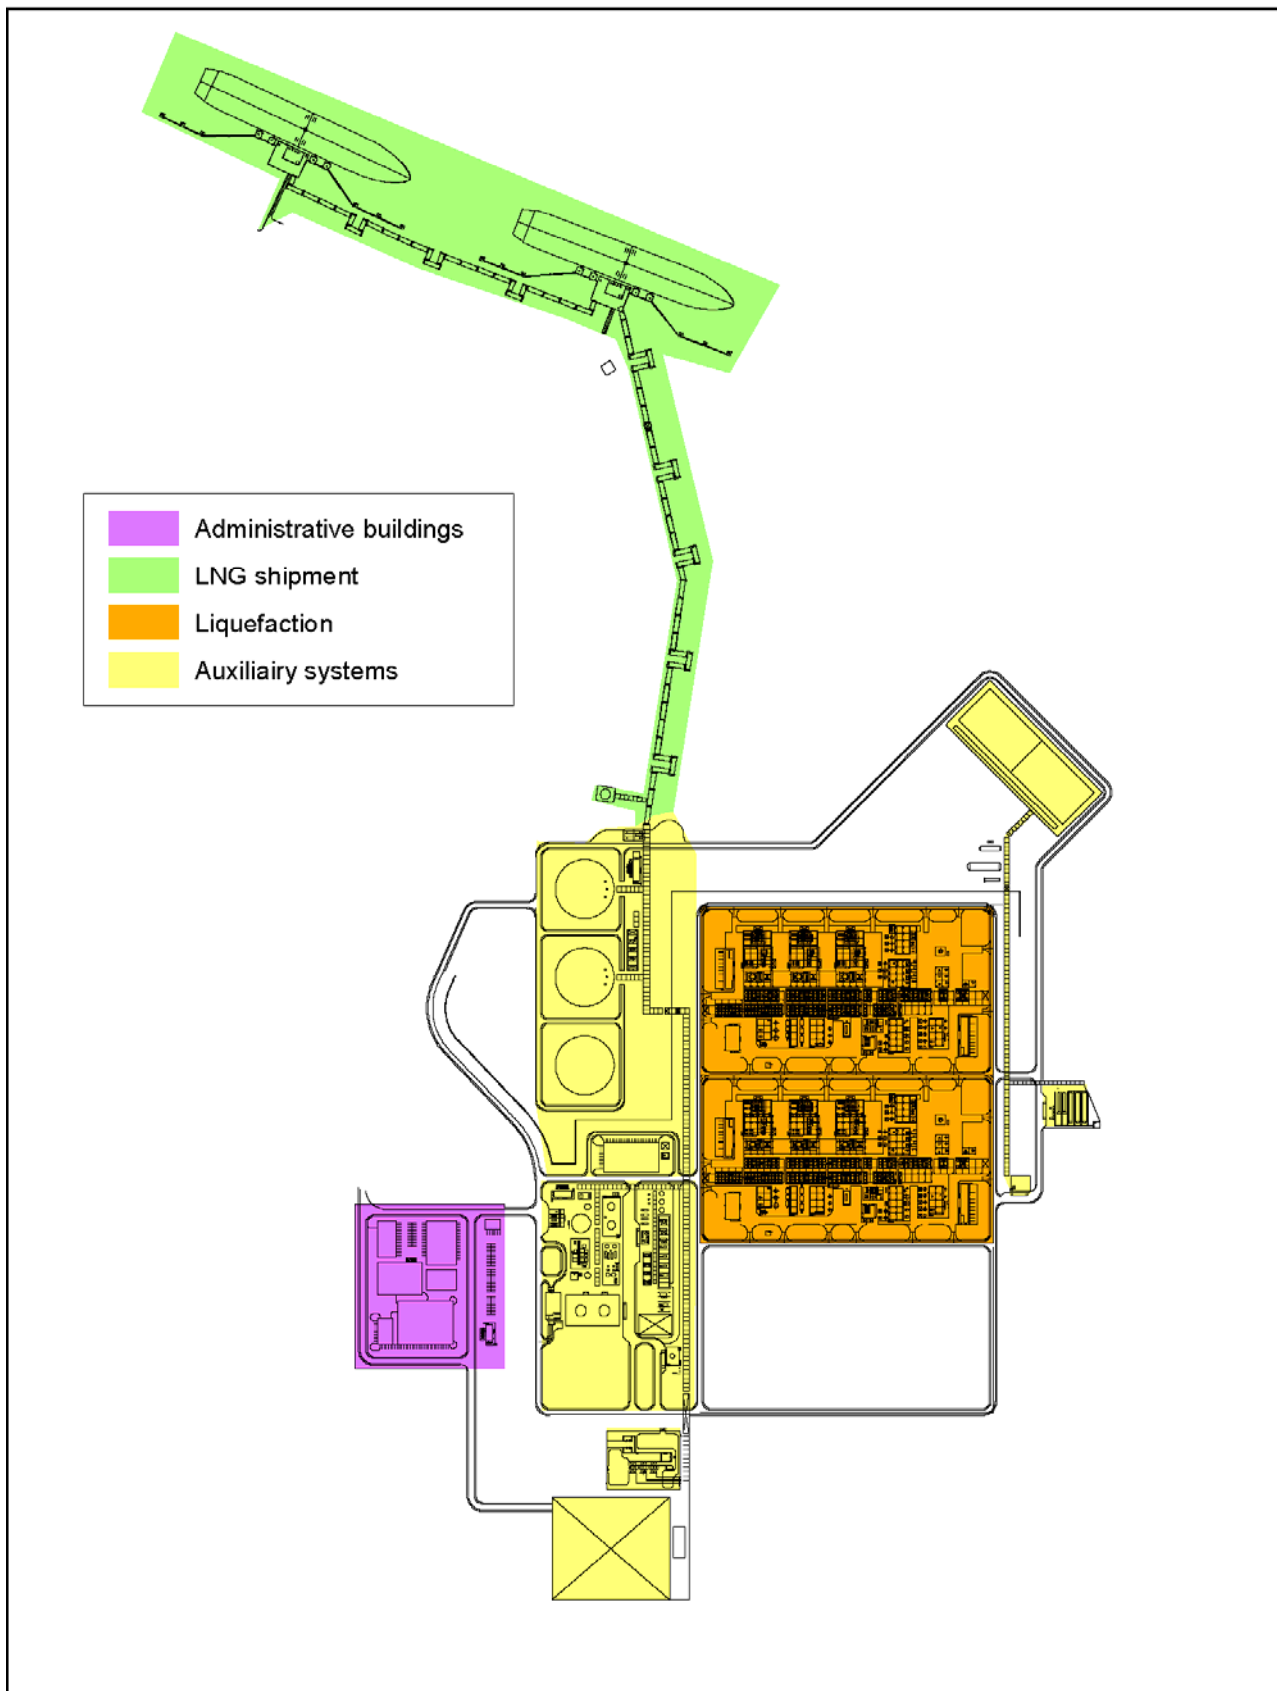 Administrative buildings
LNG shipment
Liquefaction
Auxiliairy systems